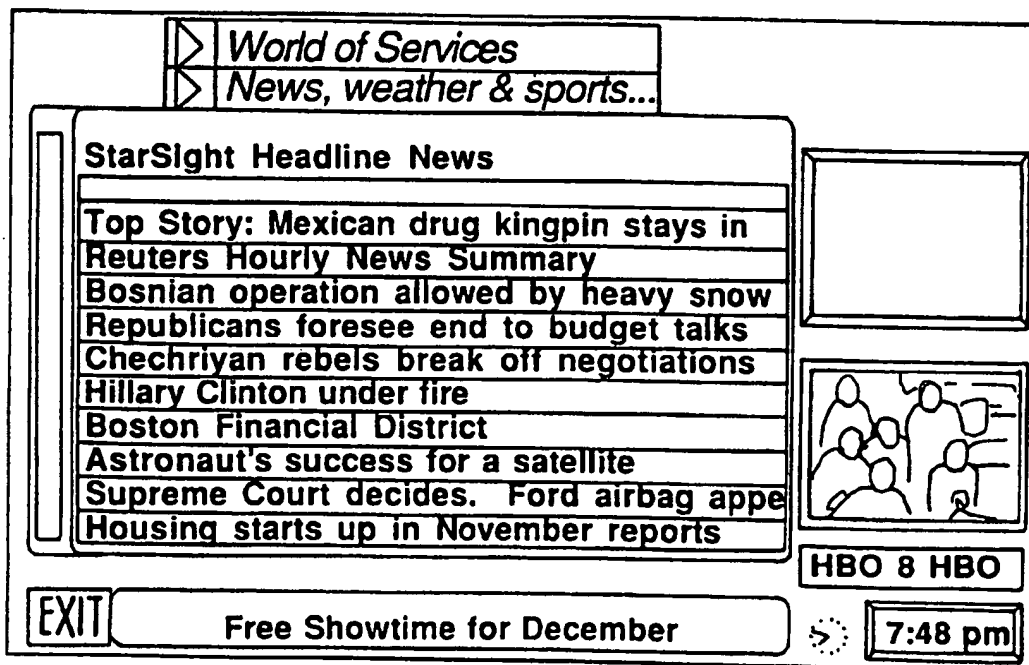 World of Services
News, weather & sports...
StarSight Headline News
Top Story: Mexican drug kingpin stays in
Reuters Hourly News Summary
Bosnian operation allowed by heavy snow
Republicans foresee end to budget talks
Chechriyan rebels break off negotiations
Hillary Clinton under fire
Boston Financial District
Astronaut's success for a satellite
Supreme Court decides. Ford airbag appe
Housing starts up in November reports
HBO 8 HBO
EXIT
Free Showtime for December
7:48 pm